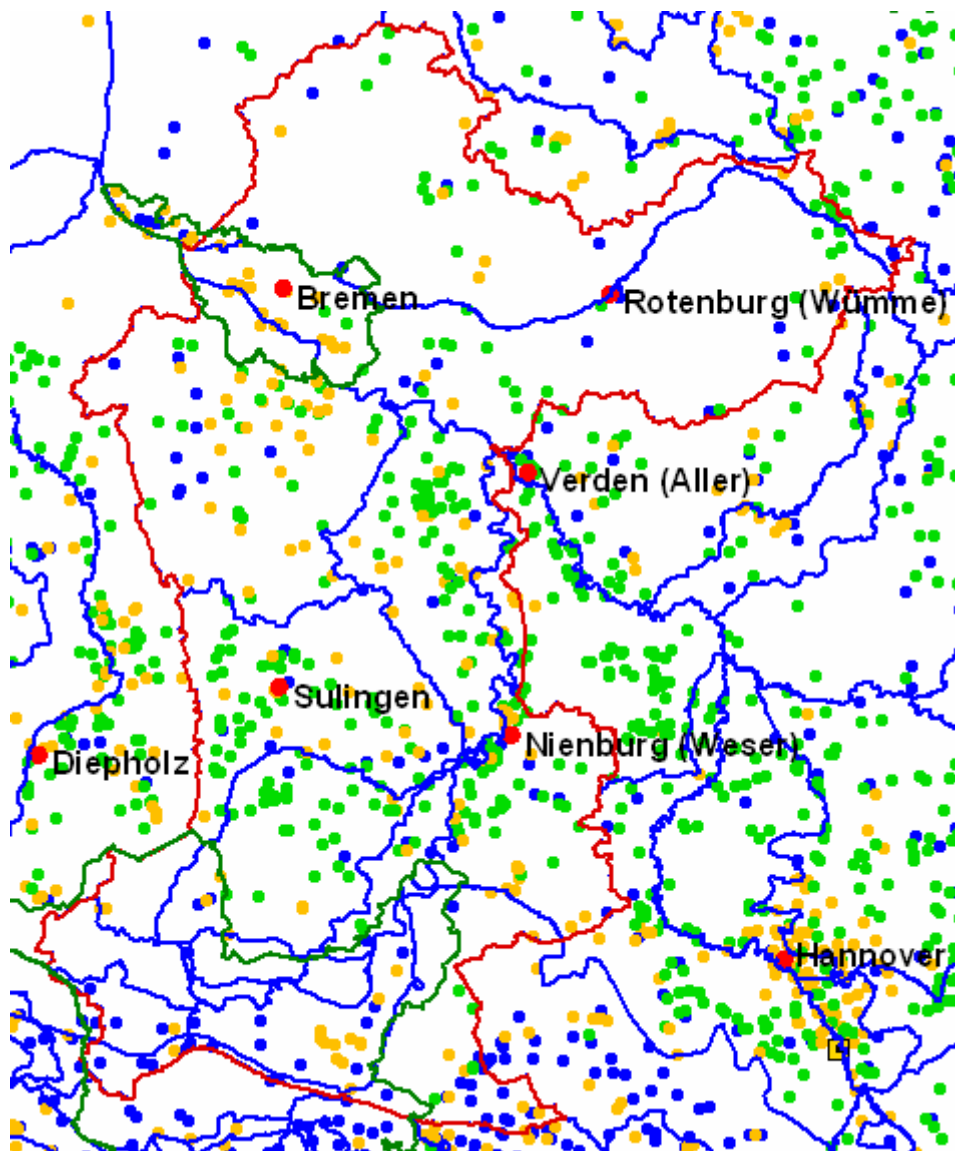 Bremen
Rotenburg (Wümme)
Verden (Aller)
Sulingen
Nienburg (Weser)
Diepholz
Hannover